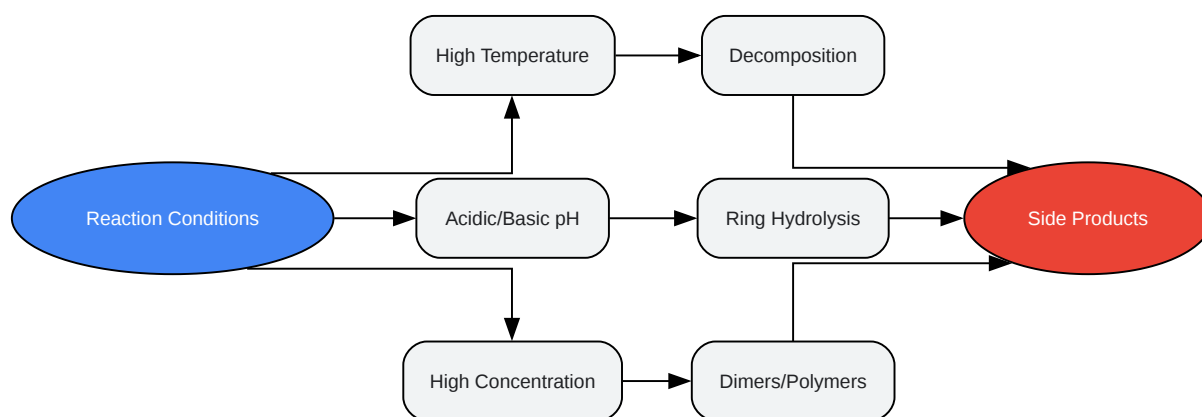 High Temperature
Decomposition
Reaction Conditions
Acidic/Basic pH
Ring Hydrolysis
Side Products
High Concentration
Dimers/Polymers